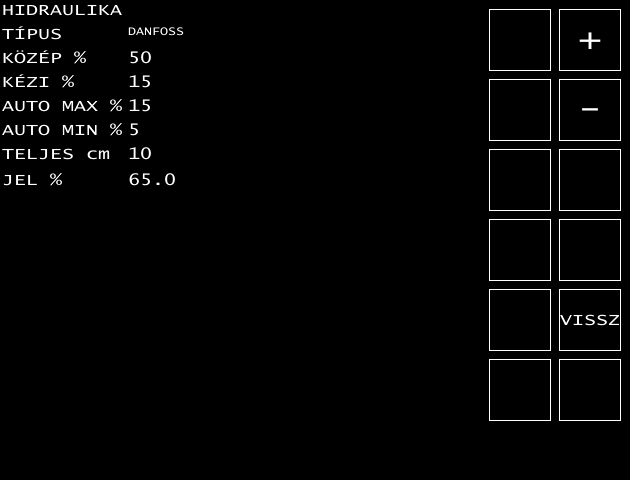 HIDRAULIKA
TÍPUS DANFOSS
KÖZÉP % 50
KÉZI % 15
AUTO MAX % 15
AUTO MIN % 5
TELJES cm 10
JEL % 65.0
+
−
VISSZ